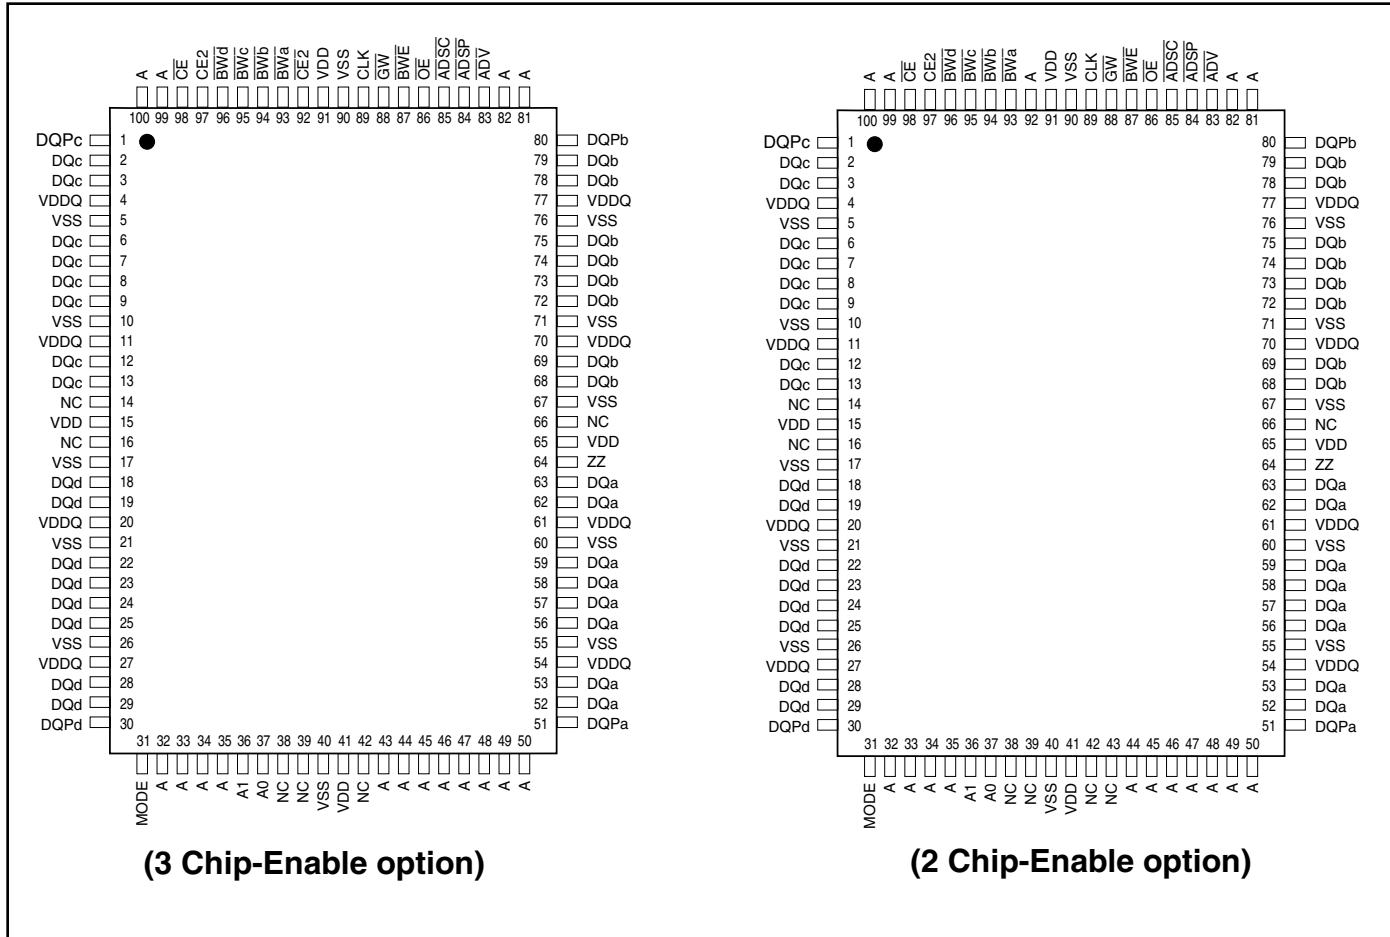 A A CE CE2 BWd BWc BWb BWa CE2 VDD VSS CLK GW BWE OE ADSC ADSP ADV A A
100 99 98 97 96 95 94 93 92 91 90 89 88 87 86 85 84 83 82 81
DQPc 1 80 DQPb
DQc 2 79 DQb
DQc 3 78 DQb
VDDQ 4 77 VDDQ
VSS 5 76 VSS
DQc 6 75 DQb
DQc 7 74 DQb
DQc 8 73 DQb
DQc 9 72 DQb
VSS 10 71 VSS
VDDQ 11 70 VDDQ
DQc 12 69 DQb
DQc 13 68 DQb
NC 14 67 VSS
VDD 15 66 NC
NC 16 65 VDD
VSS 17 64 ZZ
DQd 18 63 DQa
DQd 19 62 DQa
VDDQ 20 61 VDDQ
VSS 21 60 VSS
DQd 22 59 DQa
DQd 23 58 DQa
DQd 24 57 DQa
DQd 25 56 DQa
VSS 26 55 VSS
VDDQ 27 54 VDDQ
DQd 28 53 DQa
DQd 29 52 DQa
DQPd 30 51 DQPa
31 32 33 34 35 36 37 38 39 40 41 42 43 44 45 46 47 48 49 50
MODE A A A A A1 A0 NC NC VSS VDD NC A A A A A A A A
(3 Chip-Enable option)
A A CE CE2 BWd BWc BWb BWa A VDD VSS CLK GW BWE OE ADSC ADSP ADV A A
100 99 98 97 96 95 94 93 92 91 90 89 88 87 86 85 84 83 82 81
DQPc 1 80 DQPb
DQc 2 79 DQb
DQc 3 78 DQb
VDDQ 4 77 VDDQ
VSS 5 76 VSS
DQc 6 75 DQb
DQc 7 74 DQb
DQc 8 73 DQb
DQc 9 72 DQb
VSS 10 71 VSS
VDDQ 11 70 VDDQ
DQc 12 69 DQb
DQc 13 68 DQb
NC 14 67 VSS
VDD 15 66 NC
NC 16 65 VDD
VSS 17 64 ZZ
DQd 18 63 DQa
DQd 19 62 DQa
VDDQ 20 61 VDDQ
VSS 21 60 VSS
DQd 22 59 DQa
DQd 23 58 DQa
DQd 24 57 DQa
DQd 25 56 DQa
VSS 26 55 VSS
VDDQ 27 54 VDDQ
DQd 28 53 DQa
DQd 29 52 DQa
DQPd 30 51 DQPa
31 32 33 34 35 36 37 38 39 40 41 42 43 44 45 46 47 48 49 50
MODE A A A A A1 A0 NC NC VSS VDD NC NC A A A A A A A
(2 Chip-Enable option)